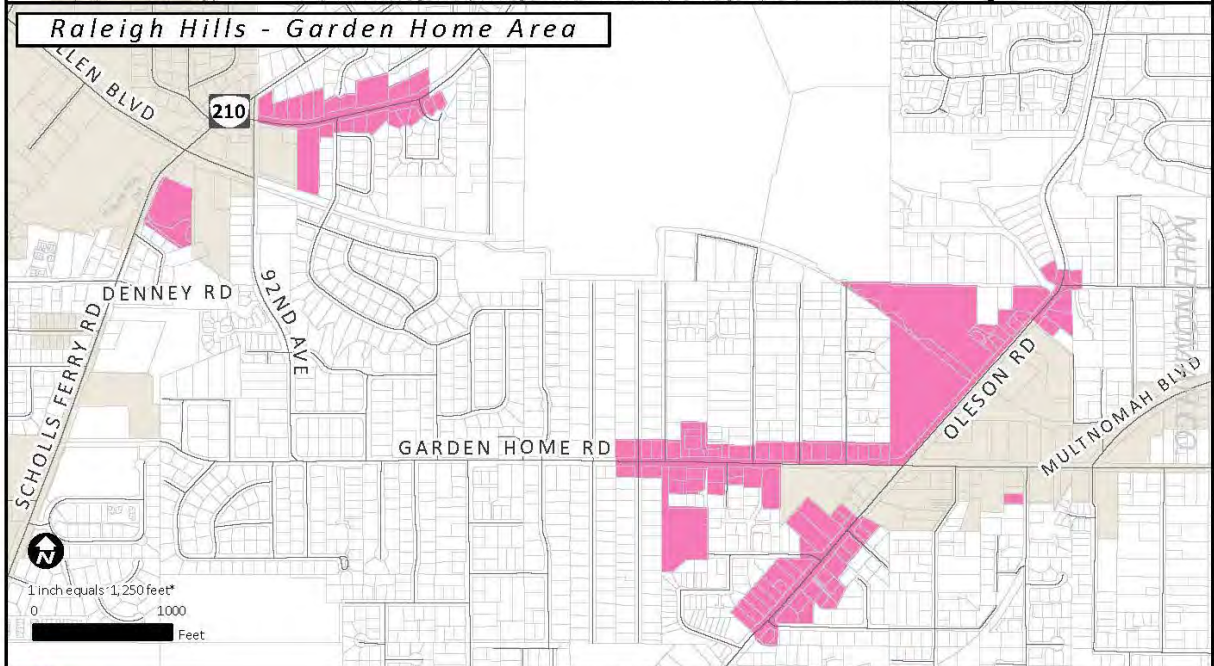 Raleigh Hills - Garden Home Area
LLEN BLVD
210
DENNEY RD
92ND AVE
SCHOLLS FERRY RD
GARDEN HOME RD
OLESON RD
MULTNOMAH BLVD
MULTNOMAH CO.
N
1 inch equals 1,250 feet*
0 1000
Feet